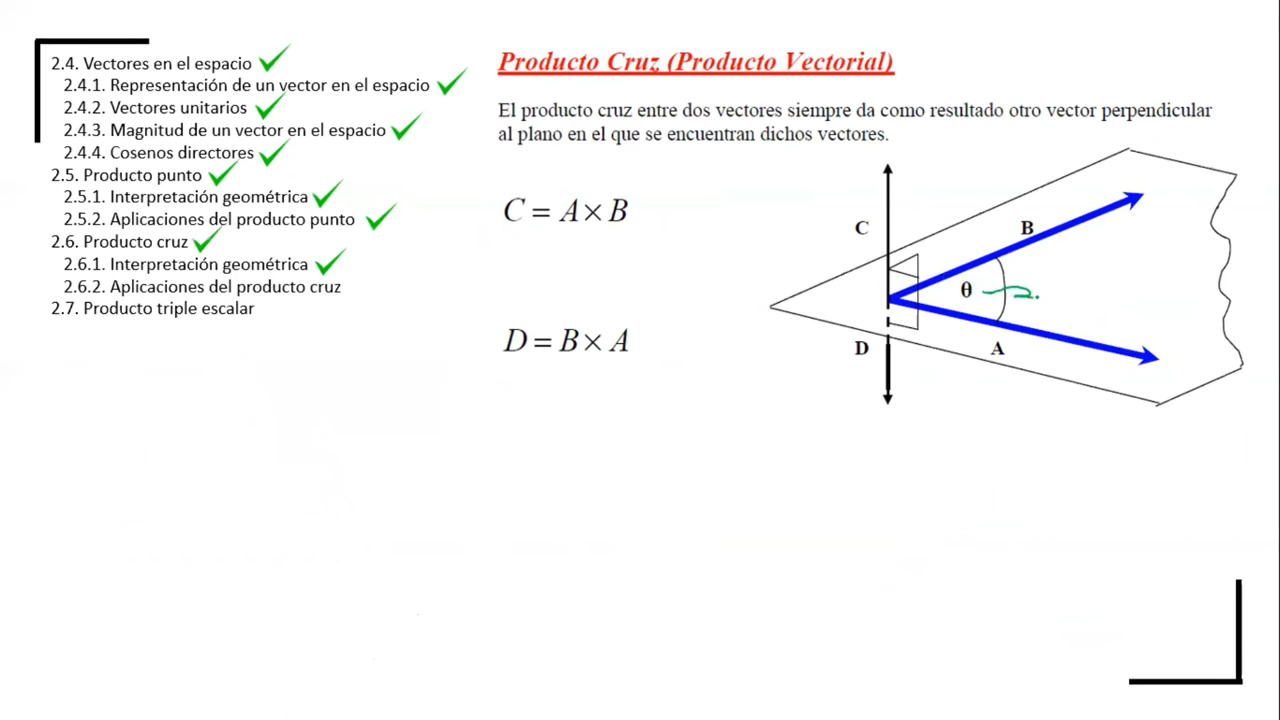 2.4. Vectores en el espacio
2.4.1. Representación de un vector en el espacio
2.4.2. Vectores unitarios
2.4.3. Magnitud de un vector en el espacio
2.4.4. Cosenos directores
2.5. Producto punto
2.5.1. Interpretación geométrica
2.5.2. Aplicaciones del producto punto
2.6. Producto cruz
2.6.1. Interpretación geométrica
2.6.2. Aplicaciones del producto cruz
2.7. Producto triple escalar
Producto Cruz (Producto Vectorial)
El producto cruz entre dos vectores siempre da como resultado otro vector perpendicular
al plano en el que se encuentran dichos vectores.
C = A × B
D = B × A
C
B
θ
D
A